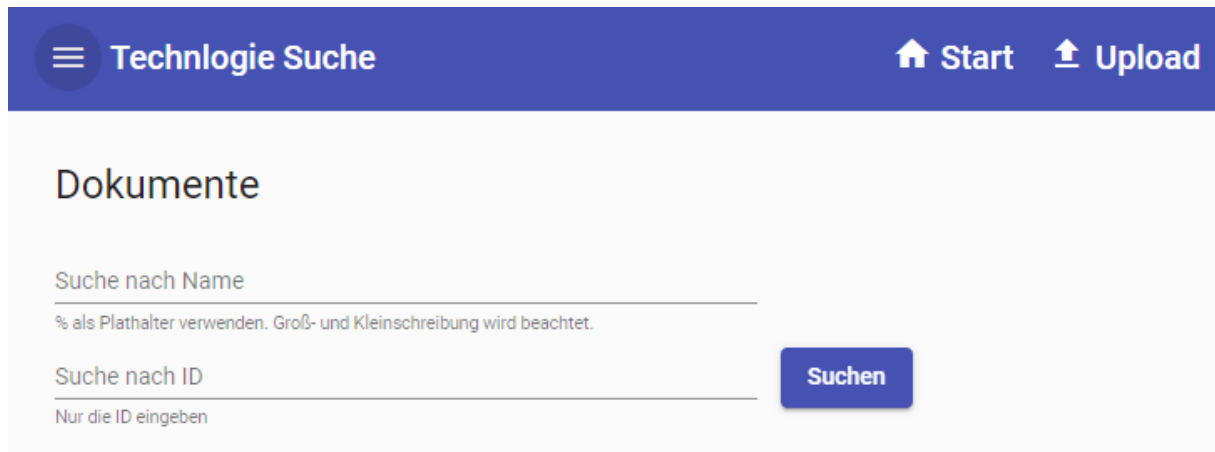 Technlogie Suche Start Upload
Dokumente
Suche nach Name
% als Plathalter verwenden. Groß- und Kleinschreibung wird beachtet.
Suche nach ID
Suchen
Nur die ID eingeben